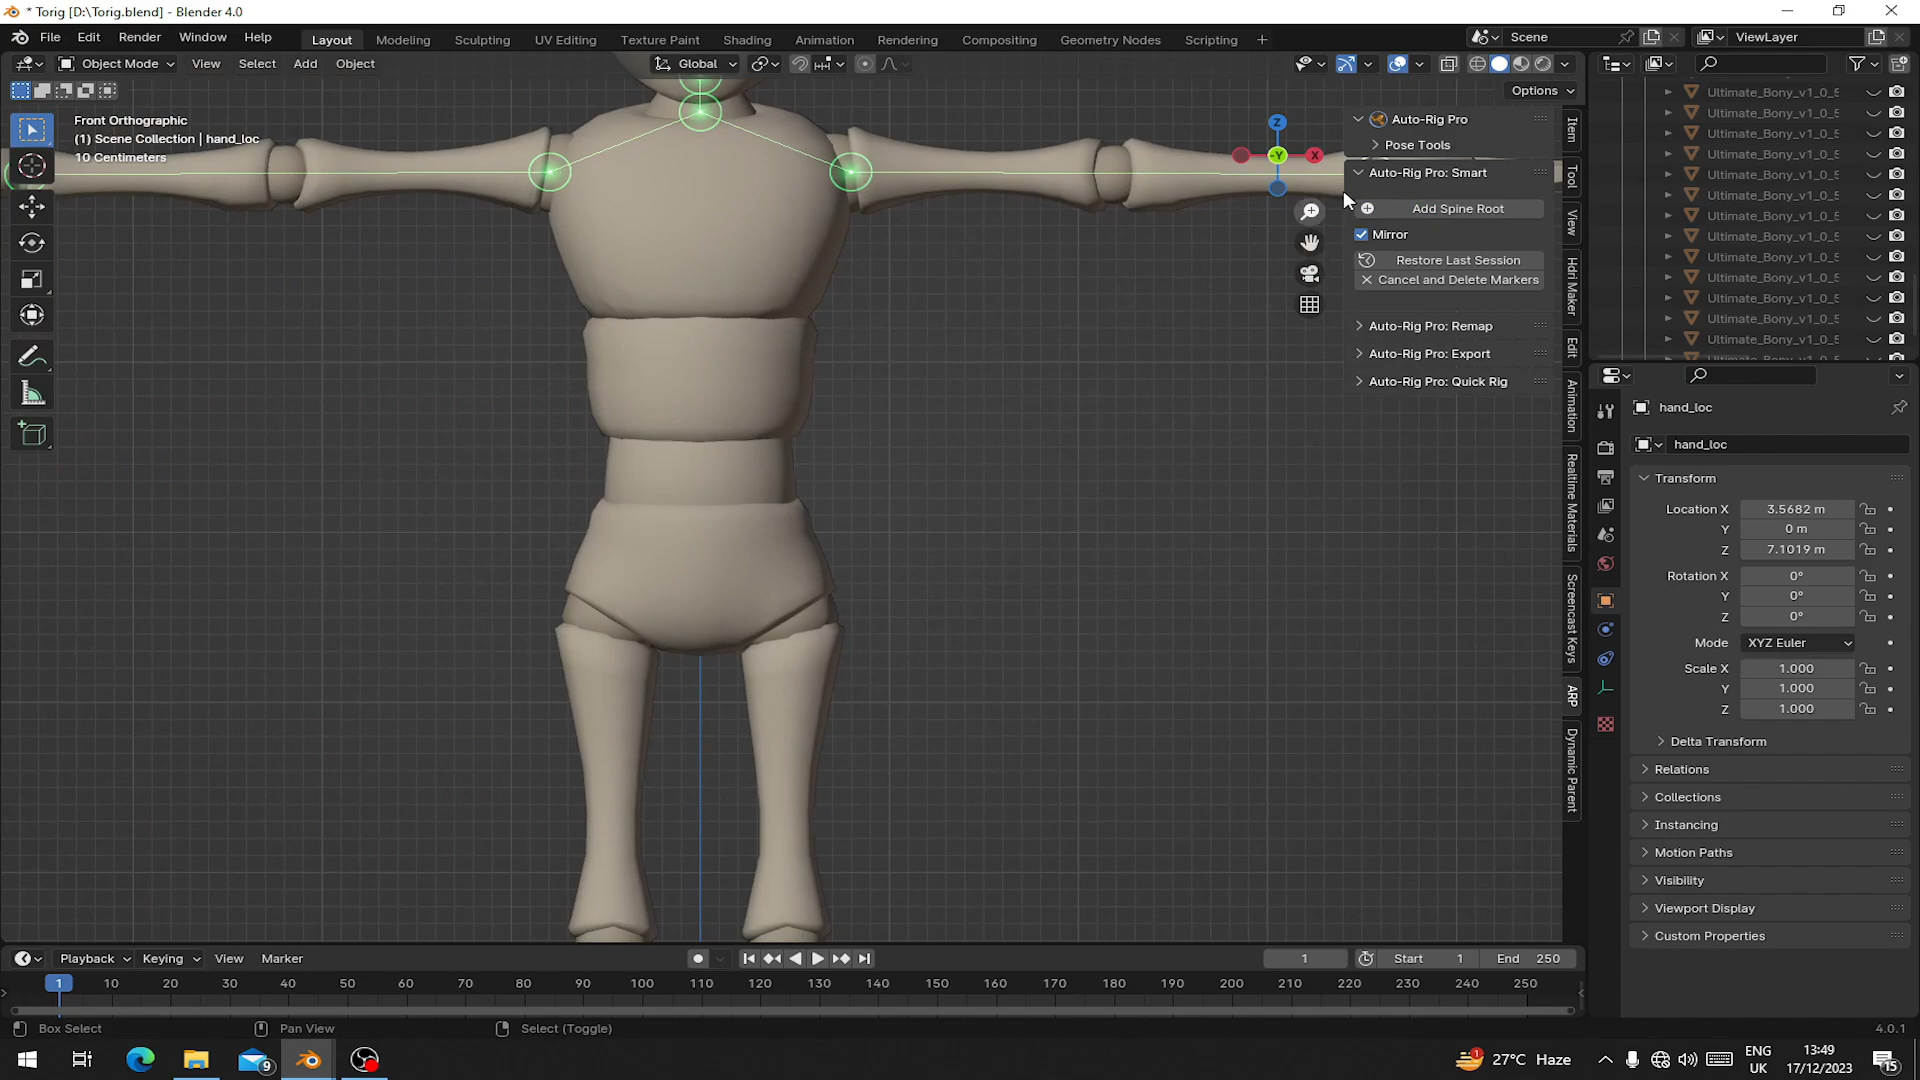 * Torig [D:\Torig.blend] - Blender 4.0
File Edit Render Window Help Layout Modeling Sculpting UV Editing Texture Paint Shading Animation Rendering Compositing Geometry Nodes Scripting + Scene ViewLayer
Object Mode View Select Add Object Global
Options
Front Orthographic
(1) Scene Collection | hand_loc
10 Centimeters
Z
-Y
X
Auto-Rig Pro
Pose Tools
Auto-Rig Pro: Smart
Add Spine Root
Mirror
Restore Last Session
Cancel and Delete Markers
Auto-Rig Pro: Remap
Auto-Rig Pro: Export
Auto-Rig Pro: Quick Rig
Item
Tool
View
Hdri Maker
Edit
Animation
Realtime Materials
Screencast Keys
ARP
Dynamic Parent
Ultimate_Bony_v1_0_5
Ultimate_Bony_v1_0_5
Ultimate_Bony_v1_0_5
Ultimate_Bony_v1_0_5
Ultimate_Bony_v1_0_5
Ultimate_Bony_v1_0_5
Ultimate_Bony_v1_0_5
Ultimate_Bony_v1_0_5
Ultimate_Bony_v1_0_5
Ultimate_Bony_v1_0_5
Ultimate_Bony_v1_0_5
Ultimate_Bony_v1_0_5
Ultimate_Bony_v1_0_5
hand_loc
hand_loc
Transform
Location X 3.5682 m
Y 0 m
Z 7.1019 m
Rotation X 0°
Y 0°
Z 0°
Mode XYZ Euler
Scale X 1.000
Y 1.000
Z 1.000
Delta Transform
Relations
Collections
Instancing
Motion Paths
Visibility
Viewport Display
Custom Properties
Playback Keying View Marker 1 Start 1 End 250
1 10 20 30 40 50 60 70 80 90 100 110 120 130 140 150 160 170 180 190 200 210 220 230 240 250
Box Select Pan View Select (Toggle) 4.0.1
9 1 27°C Haze ENG UK 13:49 17/12/2023 15